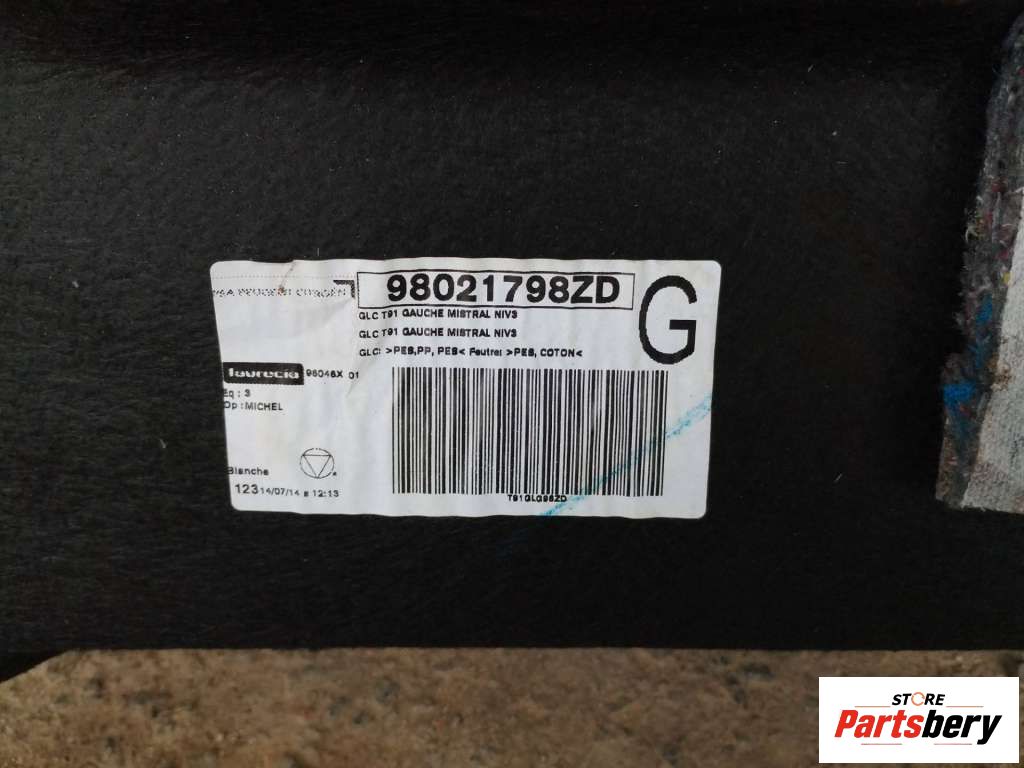 PSA PEUGEOT CITROËN
98021798ZD
G
GLC T91 GAUCHE MISTRAL NIV3
GLC T91 GAUCHE MISTRAL NIV3
GLC: >PES,PP, PES< Feutre: >PES, COTON<
faurecia 96046X 01
Eq : 3
Op : MICHEL
Blanche
123 14/07/14 à 12:13
T91GLG98ZD
STORE
Partsbery